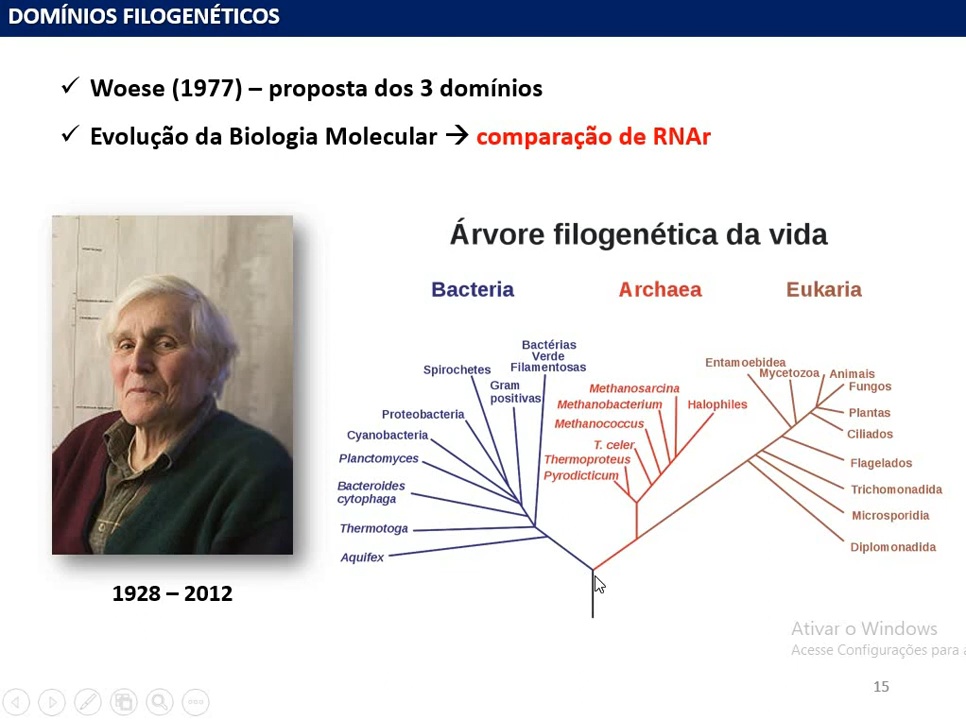 DOMÍNIOS FILOGENÉTICOS
✓ Woese (1977) – proposta dos 3 domínios
✓ Evolução da Biologia Molecular → comparação de RNAr
Árvore filogenética da vida
Bacteria
Archaea
Eukaria
Bactérias
Verde
Filamentosas
Spirochetes
Gram
positivas
Proteobacteria
Cyanobacteria
Planctomyces
Bacteroides
cytophaga
Thermotoga
Aquifex
Methanosarcina
Methanobacterium
Halophiles
Methanococcus
T. celer
Thermoproteus
Pyrodicticum
Entamoebidea
Mycetozoa
Animais
Fungos
Plantas
Ciliados
Flagelados
Trichomonadida
Microsporidia
Diplomonadida
1928 – 2012
Ativar o Windows
Acesse Configurações para a
15